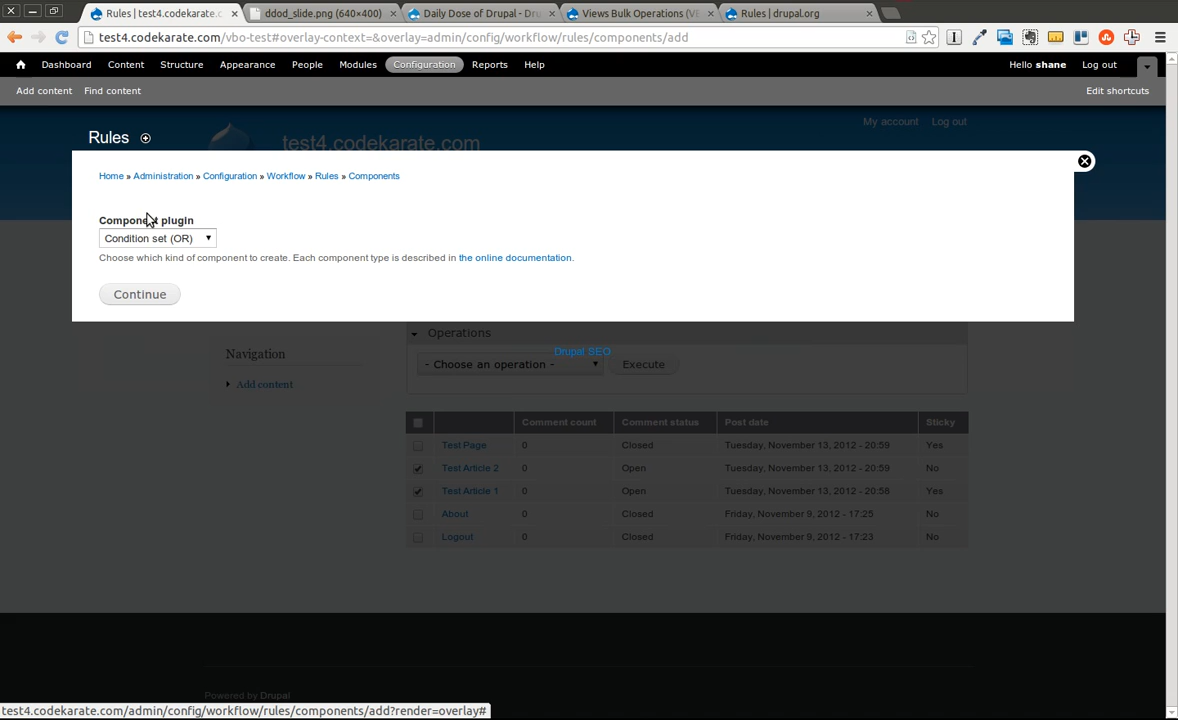 Rules | test4.codekarate.c
ddod_slide.png (640×400)
Daily Dose of Drupal - Dru
Views Bulk Operations (VE
Rules | drupal.org
test4.codekarate.com/vbo-test#overlay-context=&overlay=admin/config/workflow/rules/components/add
Dashboard Content Structure Appearance People Modules Configuration Reports Help Hello shane Log out
Add content Find content Edit shortcuts
My account Log out
Rules
test4.codekarate.com
Home » Administration » Configuration » Workflow » Rules » Components
Component plugin
Condition set (OR)
Choose which kind of component to create. Each component type is described in the online documentation.
Continue
Operations
Drupal SEO
Navigation
- Choose an operation - Execute
Add content
Comment count Comment status Post date Sticky
Test Page 0 Closed Tuesday, November 13, 2012 - 20:59 Yes
Test Article 2 0 Open Tuesday, November 13, 2012 - 20:59 No
Test Article 1 0 Open Tuesday, November 13, 2012 - 20:58 Yes
About 0 Closed Friday, November 9, 2012 - 17:25 No
Logout 0 Closed Friday, November 9, 2012 - 17:23 No
Powered by Drupal
test4.codekarate.com/admin/config/workflow/rules/components/add?render=overlay#